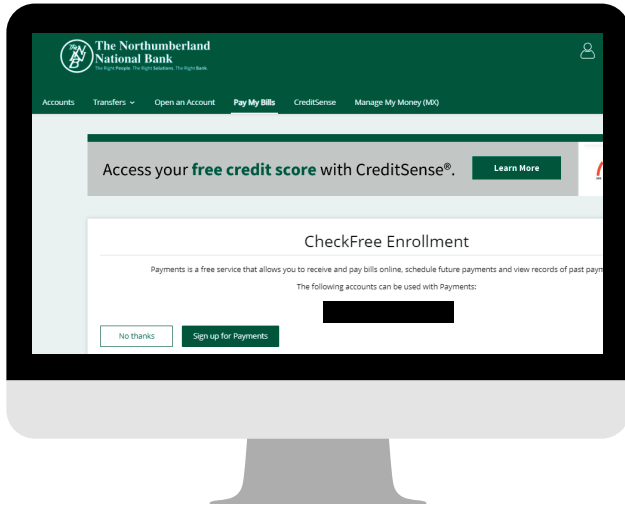 The Northumberland
National Bank
The Right People. The Right Solutions. The Right Bank.
Accounts Transfers Open an Account Pay My Bills CreditSense Manage My Money (MX)
Access your free credit score with CreditSense®. Learn More
CheckFree Enrollment
Payments is a free service that allows you to receive and pay bills online, schedule future payments and view records of past paym
The following accounts can be used with Payments:
No thanks Sign up for Payments